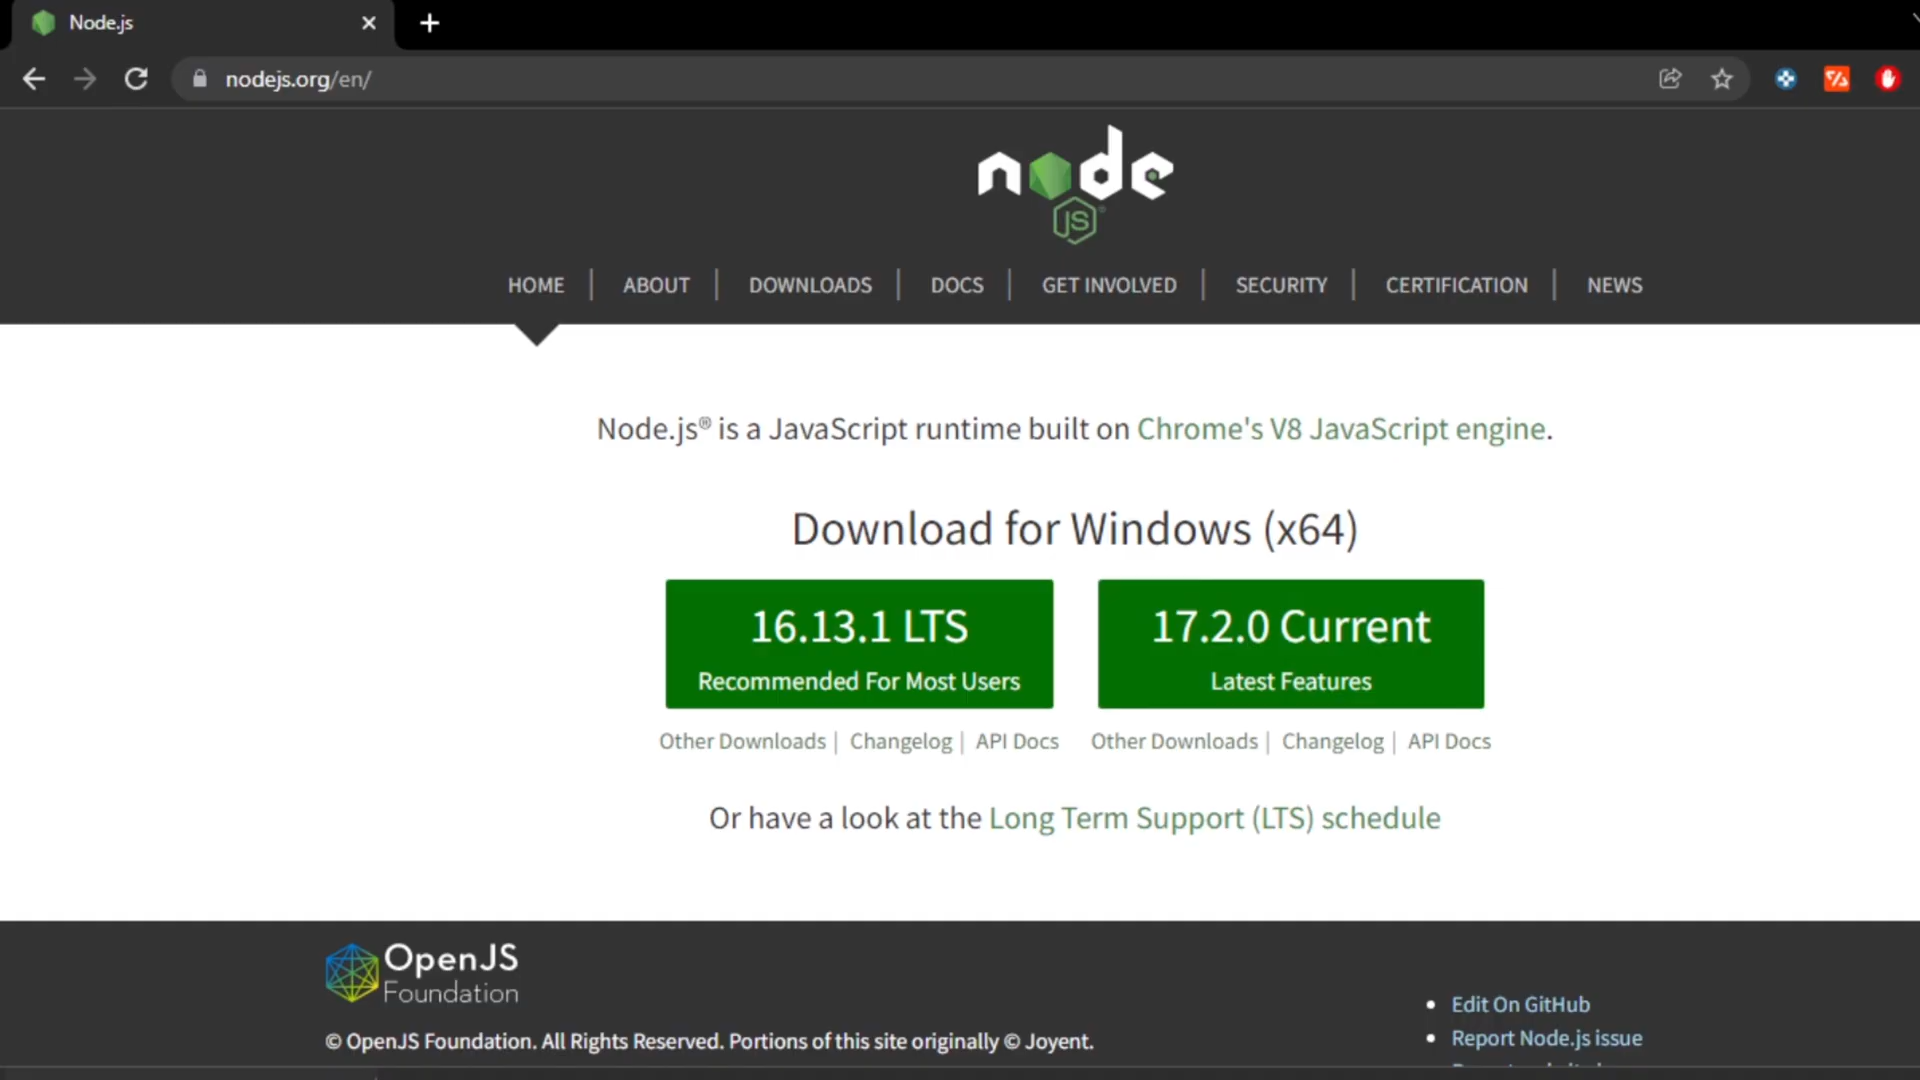 Node.js
nodejs.org/en/
node
JS
HOME | ABOUT | DOWNLOADS | DOCS | GET INVOLVED | SECURITY | CERTIFICATION | NEWS
Node.js® is a JavaScript runtime built on Chrome's V8 JavaScript engine.
Download for Windows (x64)
16.13.1 LTS
Recommended For Most Users
17.2.0 Current
Latest Features
Other Downloads | Changelog | API Docs
Other Downloads | Changelog | API Docs
Or have a look at the Long Term Support (LTS) schedule
OpenJS
Foundation
© OpenJS Foundation. All Rights Reserved. Portions of this site originally © Joyent.
Edit On GitHub
Report Node.js issue